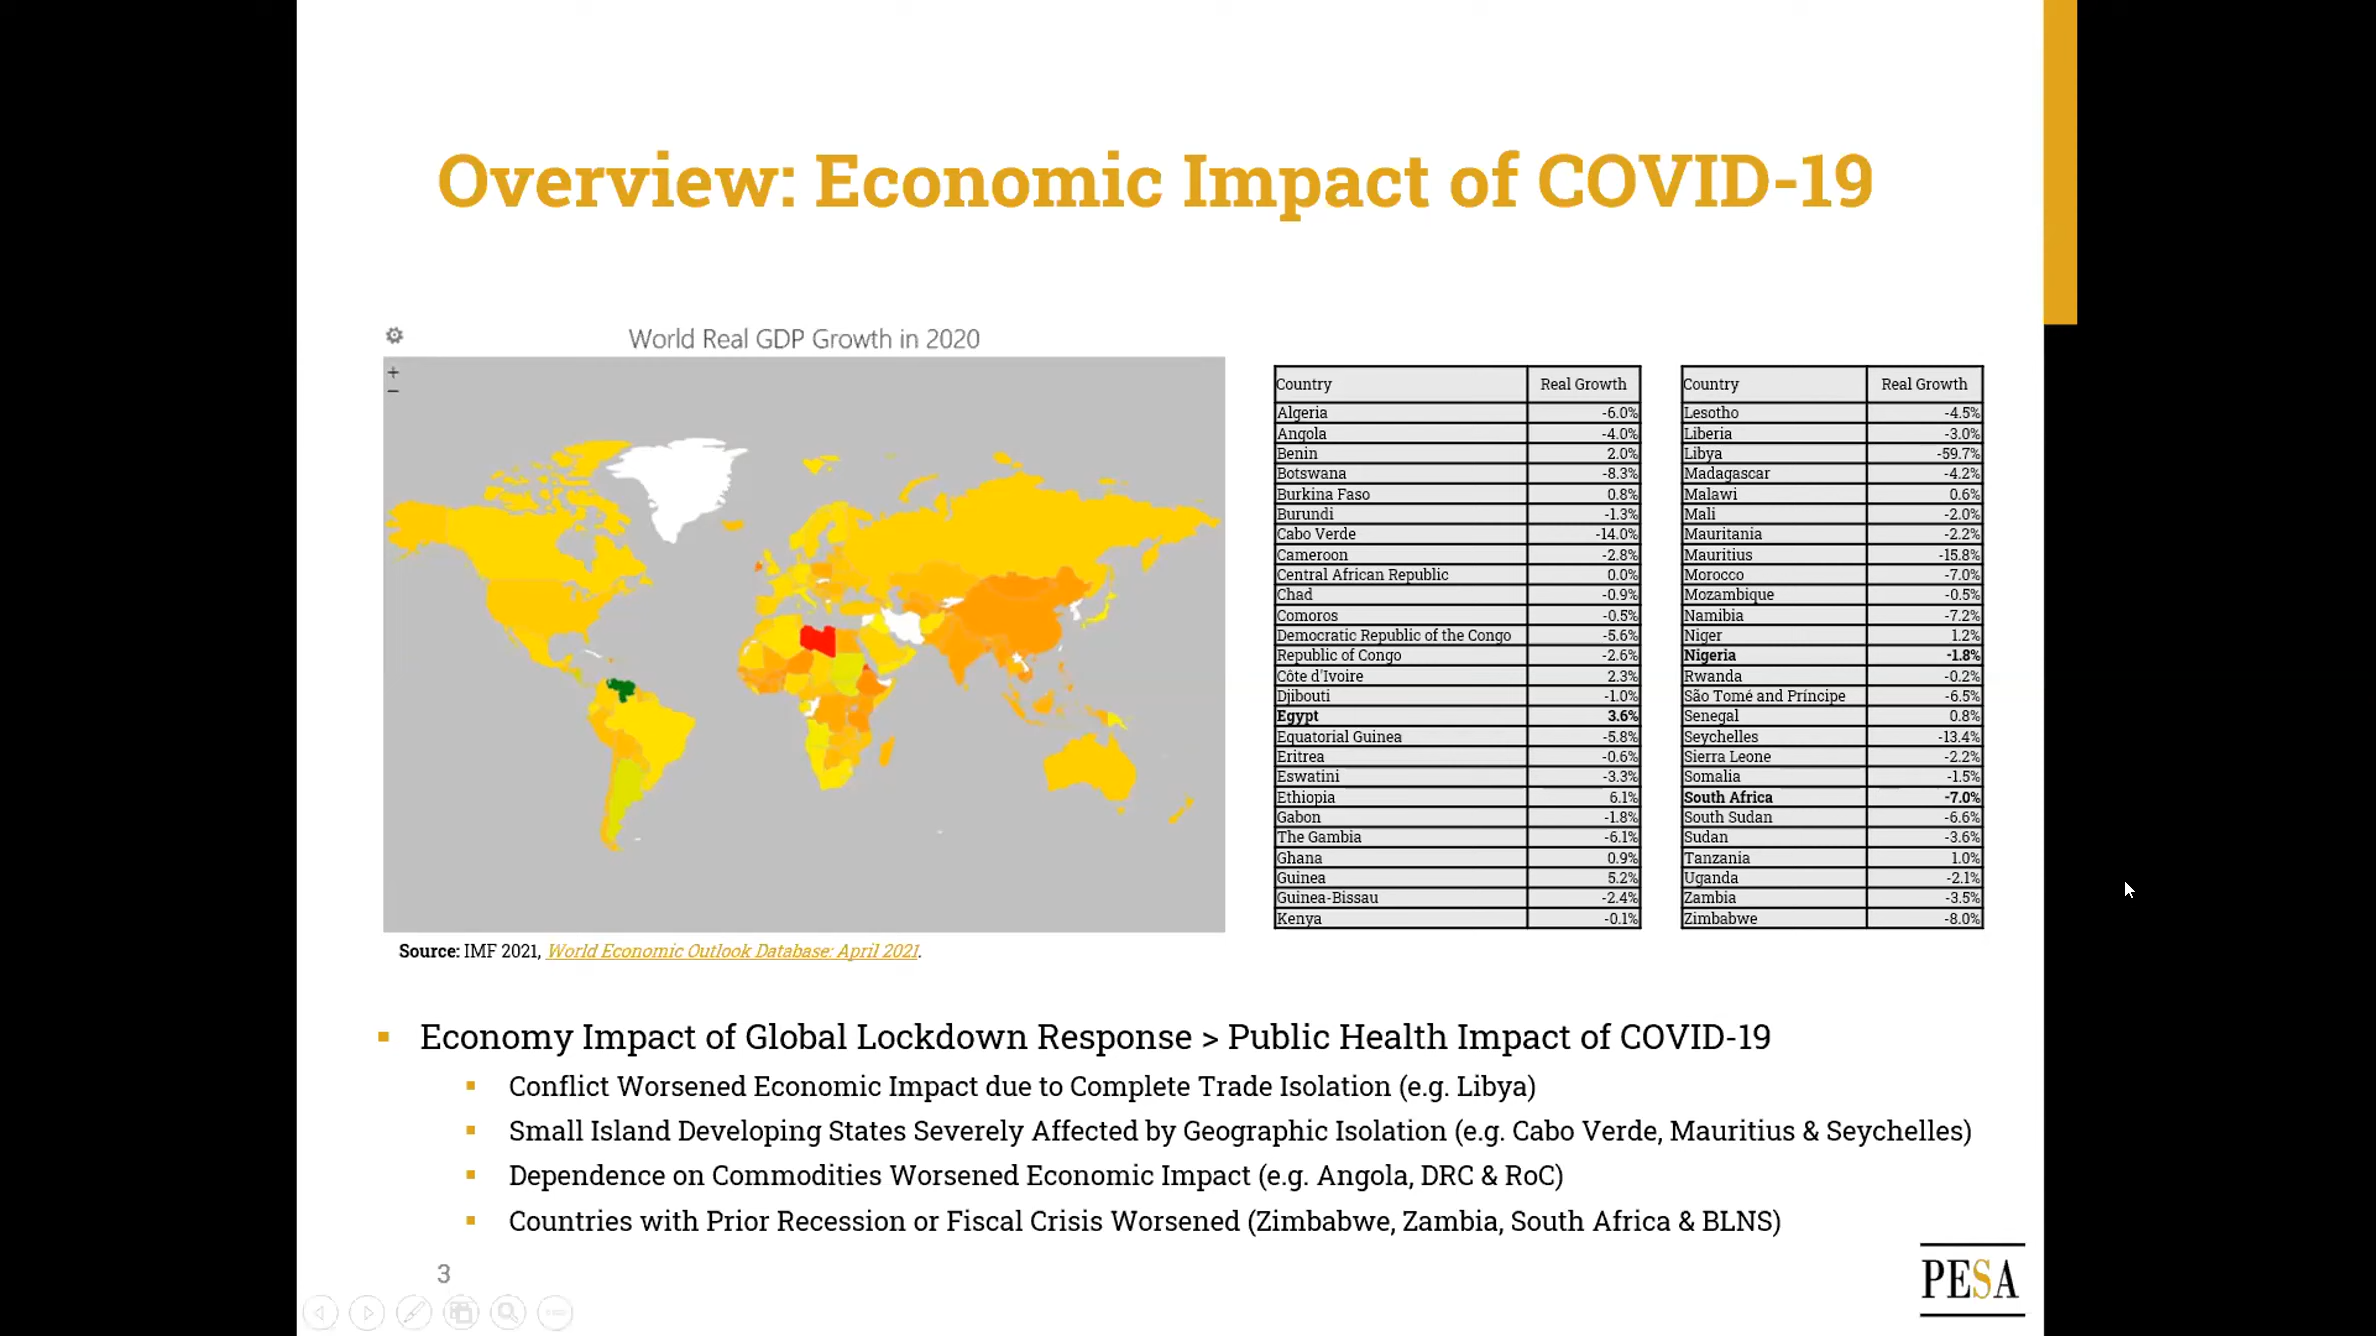 Overview: Economic Impact of COVID-19
World Real GDP Growth in 2020
+
−
Country Real Growth
Algeria -6.0%
Angola -4.0%
Benin 2.0%
Botswana -8.3%
Burkina Faso 0.8%
Burundi -1.3%
Cabo Verde -14.0%
Cameroon -2.8%
Central African Republic 0.0%
Chad -0.9%
Comoros -0.5%
Democratic Republic of the Congo -5.6%
Republic of Congo -2.6%
Côte d'Ivoire 2.3%
Djibouti -1.0%
Egypt 3.6%
Equatorial Guinea -5.8%
Eritrea -0.6%
Eswatini -3.3%
Ethiopia 6.1%
Gabon -1.8%
The Gambia -6.1%
Ghana 0.9%
Guinea 5.2%
Guinea-Bissau -2.4%
Kenya -0.1%
Country Real Growth
Lesotho -4.5%
Liberia -3.0%
Libya -59.7%
Madagascar -4.2%
Malawi 0.6%
Mali -2.0%
Mauritania -2.2%
Mauritius -15.8%
Morocco -7.0%
Mozambique -0.5%
Namibia -7.2%
Niger 1.2%
Nigeria -1.8%
Rwanda -0.2%
São Tomé and Príncipe -6.5%
Senegal 0.8%
Seychelles -13.4%
Sierra Leone -2.2%
Somalia -1.5%
South Africa -7.0%
South Sudan -6.6%
Sudan -3.6%
Tanzania 1.0%
Uganda -2.1%
Zambia -3.5%
Zimbabwe -8.0%
Source: IMF 2021, World Economic Outlook Database: April 2021.
Economy Impact of Global Lockdown Response > Public Health Impact of COVID-19
Conflict Worsened Economic Impact due to Complete Trade Isolation (e.g. Libya)
Small Island Developing States Severely Affected by Geographic Isolation (e.g. Cabo Verde, Mauritius & Seychelles)
Dependence on Commodities Worsened Economic Impact (e.g. Angola, DRC & RoC)
Countries with Prior Recession or Fiscal Crisis Worsened (Zimbabwe, Zambia, South Africa & BLNS)
3
PESA